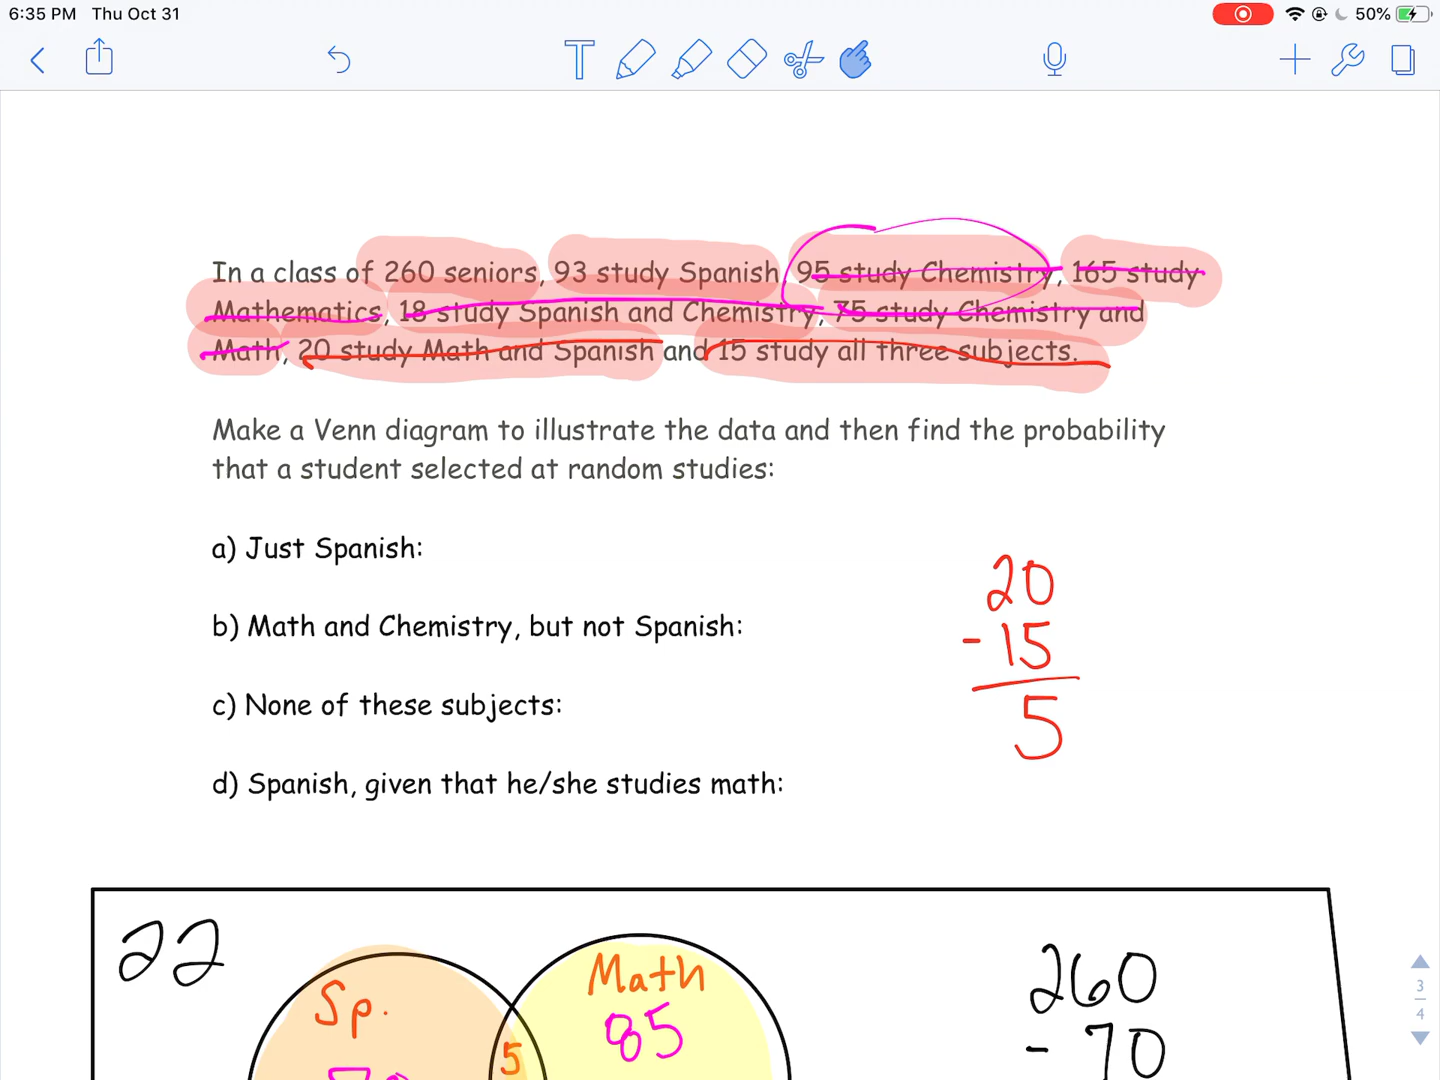 6:35 PM Thu Oct 31
50%
In a class of 260 seniors, 93 study Spanish, 95 study Chemistry, 165 study
Mathematics, 18 study Spanish and Chemistry, 75 study Chemistry and
Math, 20 study Math and Spanish and 15 study all three subjects.
Make a Venn diagram to illustrate the data and then find the probability
that a student selected at random studies:
a) Just Spanish:
b) Math and Chemistry, but not Spanish:
c) None of these subjects:
d) Spanish, given that he/she studies math:
20
- 15
5
22
Sp.
Math
85
5
260
- 70
3
4